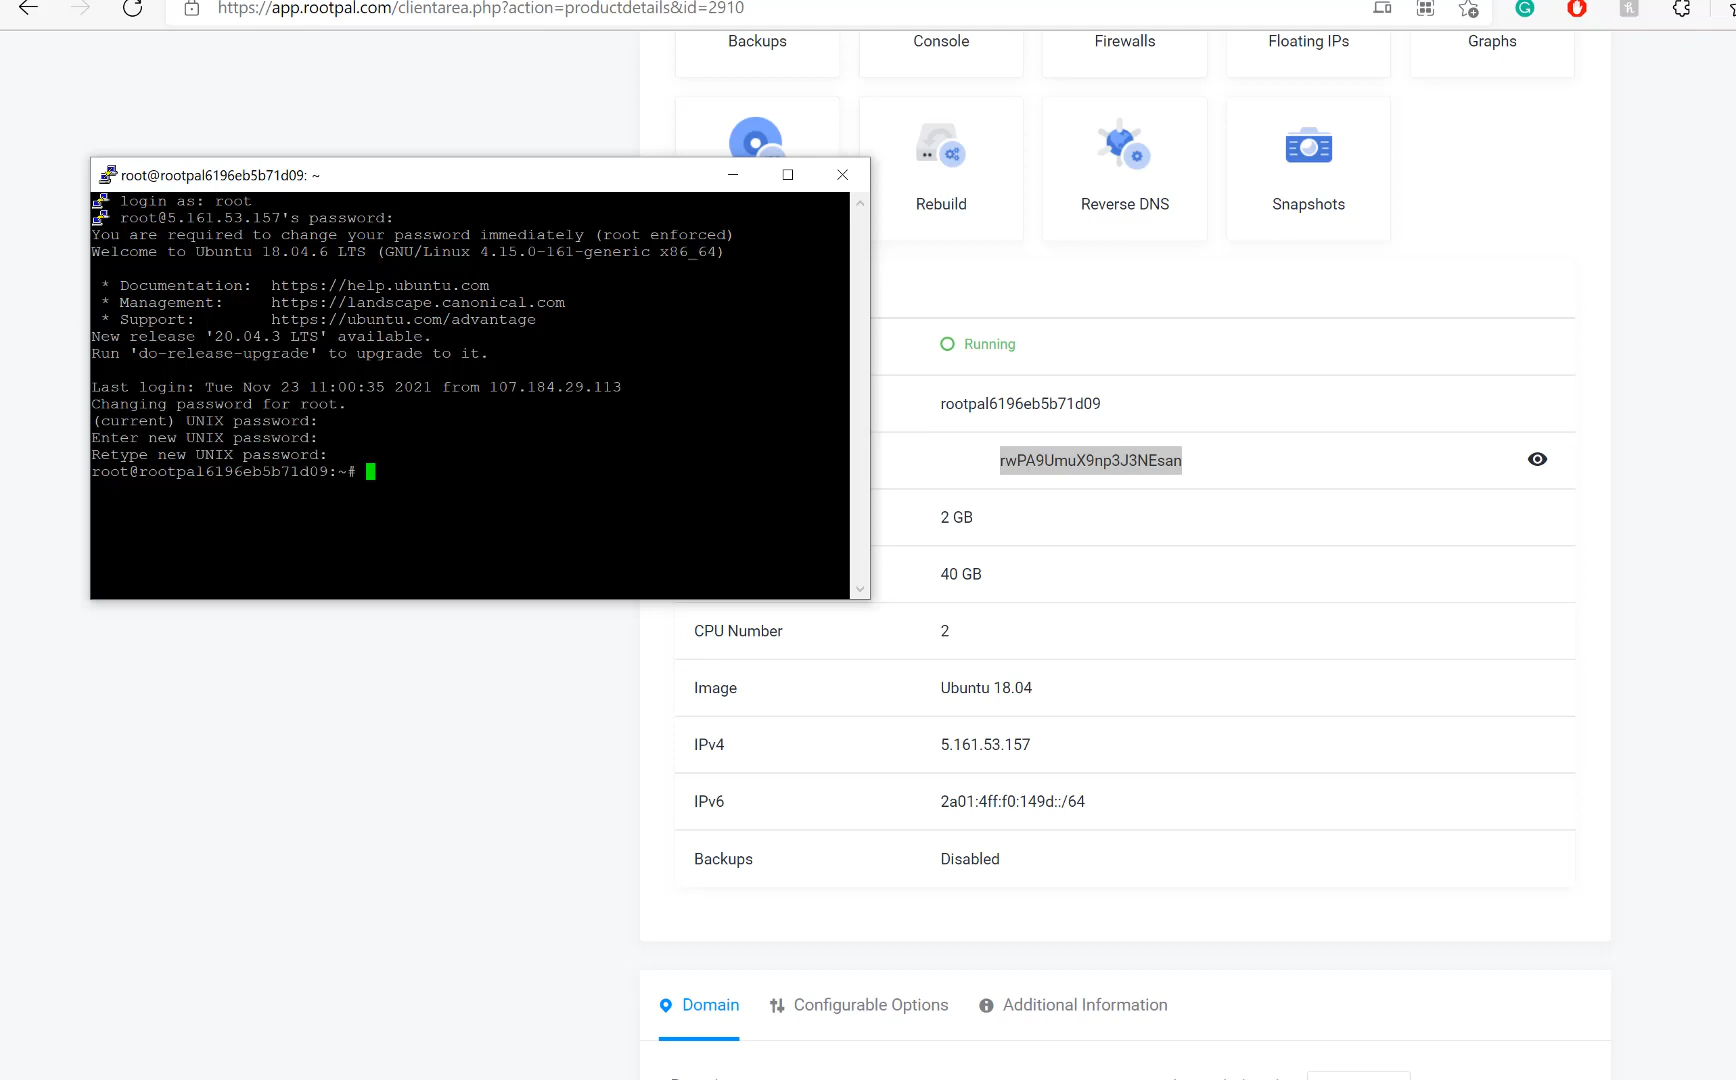 https://app.rootpal.com/clientarea.php?action=productdetails&id=2910
Backups
Console
Firewalls
Floating IPs
Graphs
Rebuild
Reverse DNS
Snapshots
root@rootpal6196eb5b71d09: ~
login as: root
root@5.161.53.157's password:
You are required to change your password immediately (root enforced)
Welcome to Ubuntu 18.04.6 LTS (GNU/Linux 4.15.0-161-generic x86_64)
* Documentation: https://help.ubuntu.com
* Management: https://landscape.canonical.com
* Support: https://ubuntu.com/advantage
New release '20.04.3 LTS' available.
Run 'do-release-upgrade' to upgrade to it.
Last login: Tue Nov 23 11:00:35 2021 from 107.184.29.113
Changing password for root.
(current) UNIX password:
Enter new UNIX password:
Retype new UNIX password:
root@rootpal6196eb5b71d09:~#
Running
rootpal6196eb5b71d09
rwPA9UmuX9np3J3NEsan
2 GB
40 GB
CPU Number 2
Image Ubuntu 18.04
IPv4 5.161.53.157
IPv6 2a01:4ff:f0:149d::/64
Backups Disabled
Domain
Configurable Options
Additional Information